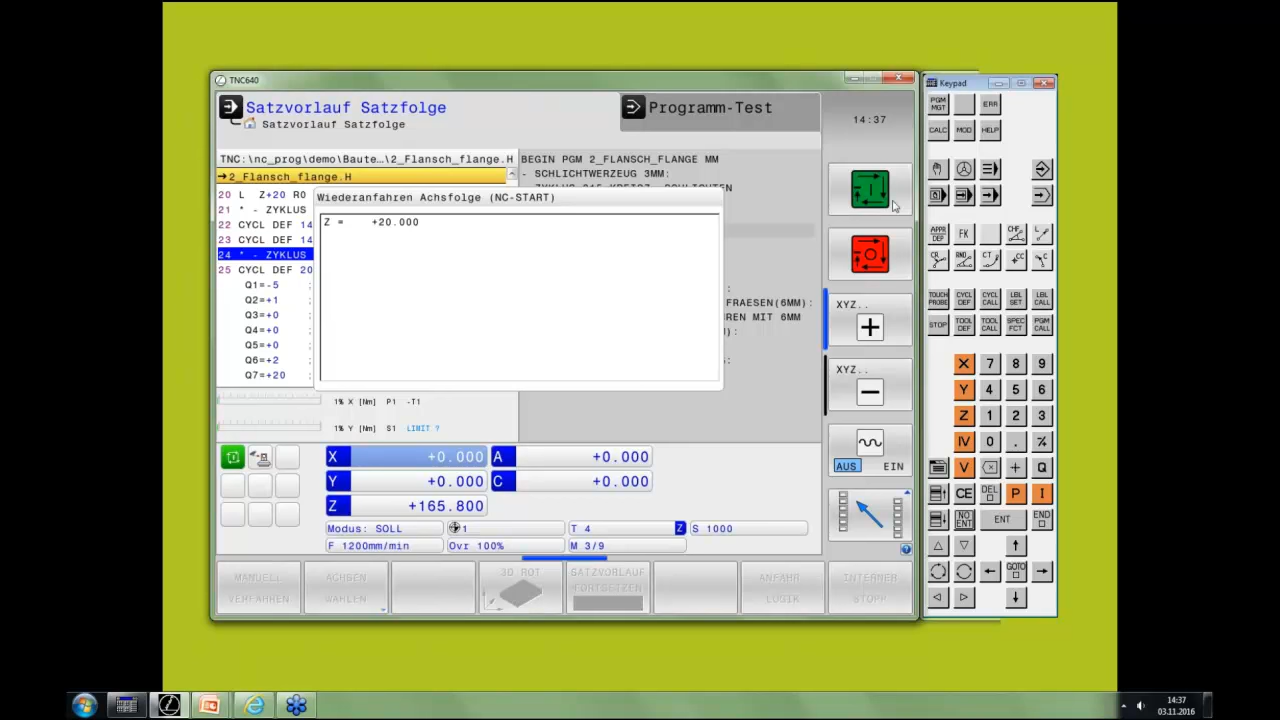 TNC640
Satzvorlauf Satzfolge
Satzvorlauf Satzfolge
Programm-Test
14:37
TNC:\nc_prog\demo\Baute…\2_Flansch_flange.H
→2_Flansch_flange.H
BEGIN PGM 2_FLANSCH_FLANGE MM
- SCHLICHTWERZEUG 3MM:
20 L Z+20 R0
21 * - ZYKLUS
22 CYCL DEF 14
23 CYCL DEF 14
24 * - ZYKLUS
25 CYCL DEF 20
Q1=-5 ;
Q2=+1 ;
Q3=+0 ;
Q4=+0 ;
Q5=+0 ;
Q6=+2 ;
Q7=+20 ;
Wiederanfahren Achsfolge (NC-START)
Z = +20.000
:
FRAESEN(6MM):
REN MIT 6MM
):
:
1% X [Nm] P1 -T1
1% Y [Nm] S1 LIMIT ?
X +0.000 A +0.000
Y +0.000 C +0.000
Z +165.800
Modus: SOLL 1 T 4 Z S 1000
F 1200mm/min Ovr 100% M 3/9
MANUELL VERFAHREN
ACHSEN WÄHLEN
3D ROT
SATZVORLAUF FORTSETZEN
ANFAHR LOGIK
INTERNER STOPP
XYZ..
+
XYZ..
−
AUS EIN
Keypad
PGM MGT ERR
CALC MOD HELP
APPR DEP FK CHF L
CR RND CT CC C
TOUCH PROBE CYCL DEF CYCL CALL LBL SET LBL CALL
STOP TOOL DEF TOOL CALL SPEC FCT PGM CALL
X 7 8 9
Y 4 5 6
Z 1 2 3
IV 0 . 7/+
V + Q
CE DEL P I
NO ENT ENT END
GOTO
14:37
03.11.2016